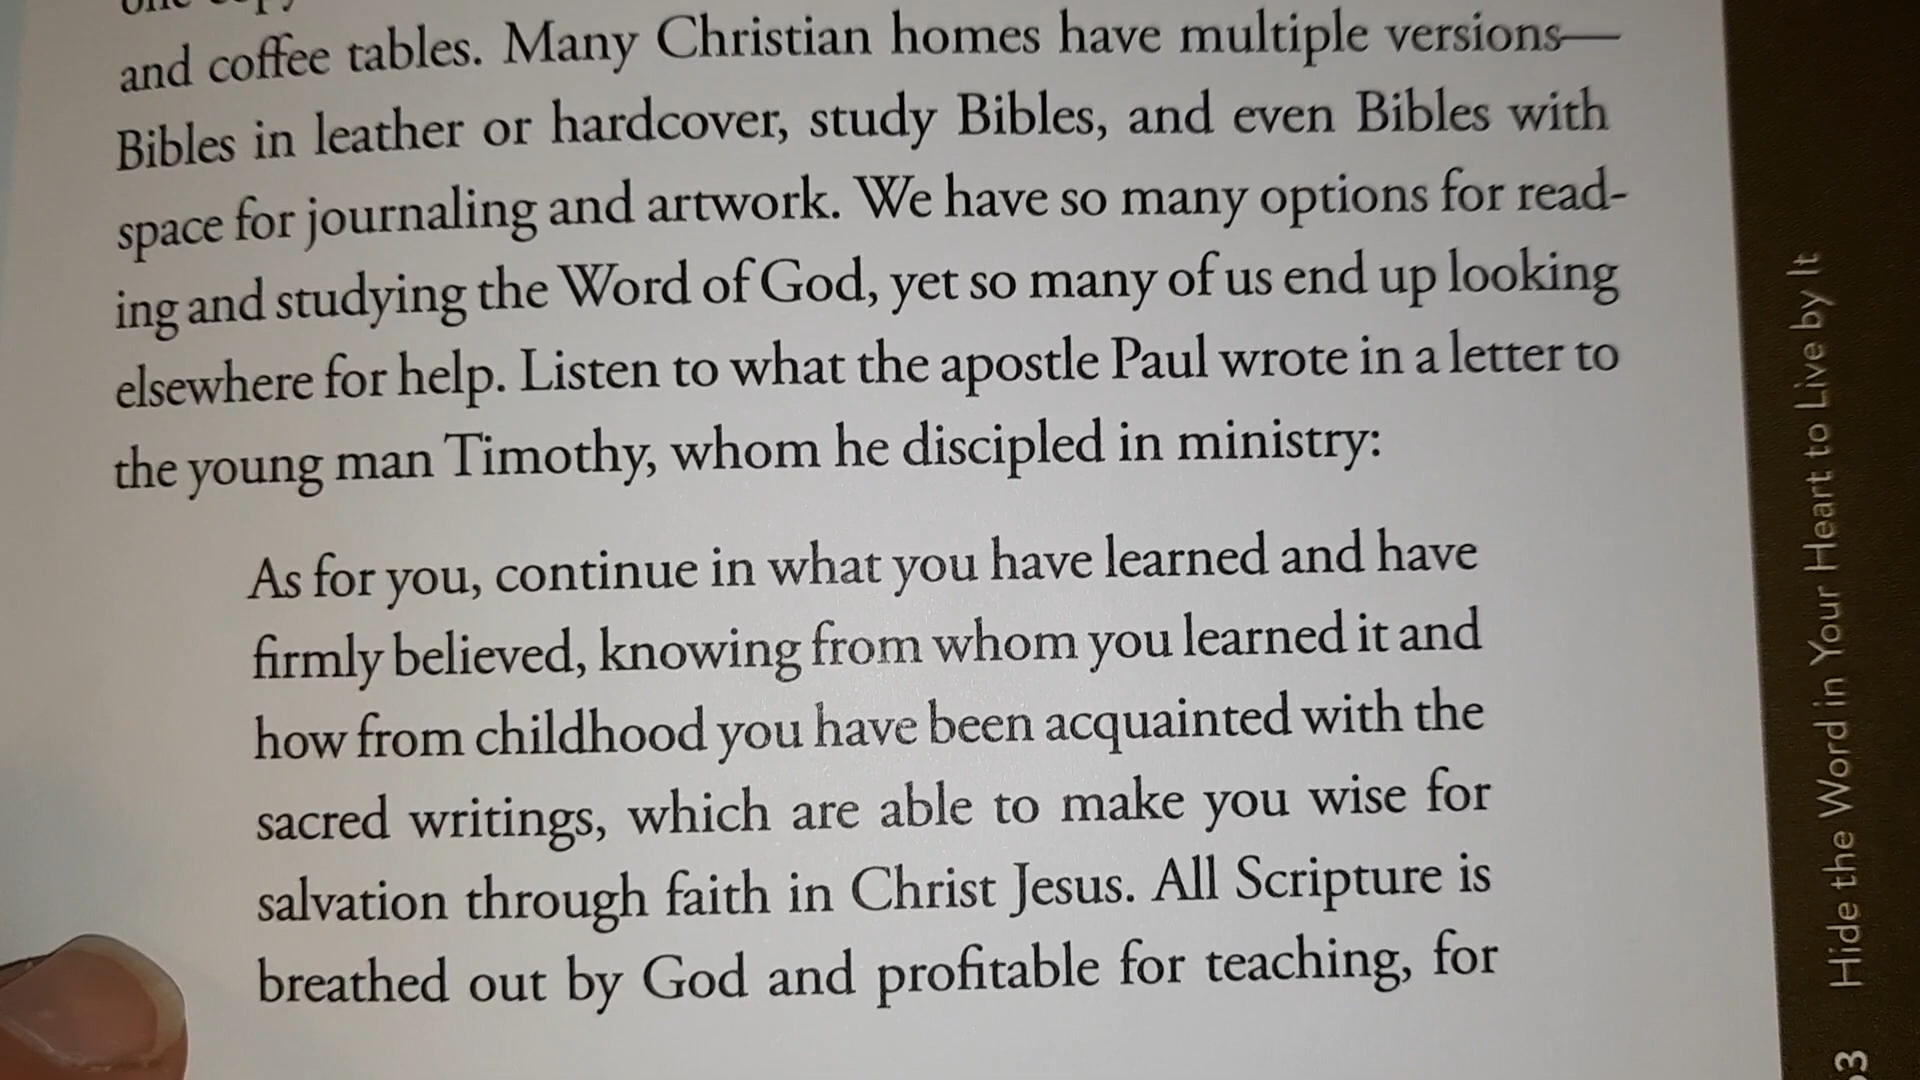 and coffee tables. Many Christian homes have multiple versions—
Bibles in leather or hardcover, study Bibles, and even Bibles with
space for journaling and artwork. We have so many options for read-
ing and studying the Word of God, yet so many of us end up looking
elsewhere for help. Listen to what the apostle Paul wrote in a letter to
the young man Timothy, whom he discipled in ministry:
As for you, continue in what you have learned and have
firmly believed, knowing from whom you learned it and
how from childhood you have been acquainted with the
sacred writings, which are able to make you wise for
salvation through faith in Christ Jesus. All Scripture is
breathed out by God and profitable for teaching, for
Hide the Word in Your Heart to Live by It